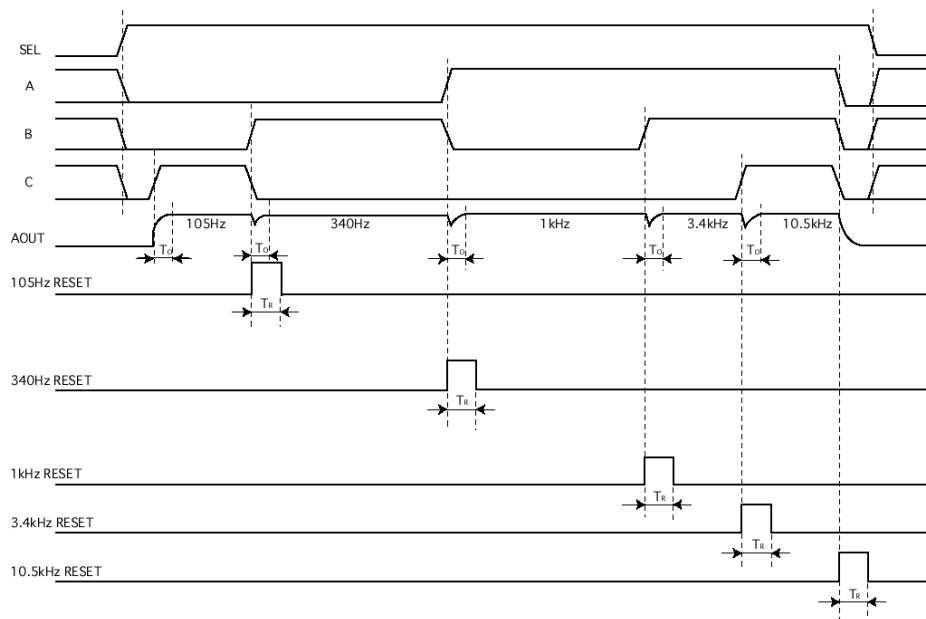 SEL
A
B
C
AOUT
105Hz 340Hz 1kHz 3.4kHz 10.5kHz
TO TO TO TO TO
105Hz RESET
TR
340Hz RESET
TR
1kHz RESET
TR
3.4kHz RESET
TR
10.5kHz RESET
TR